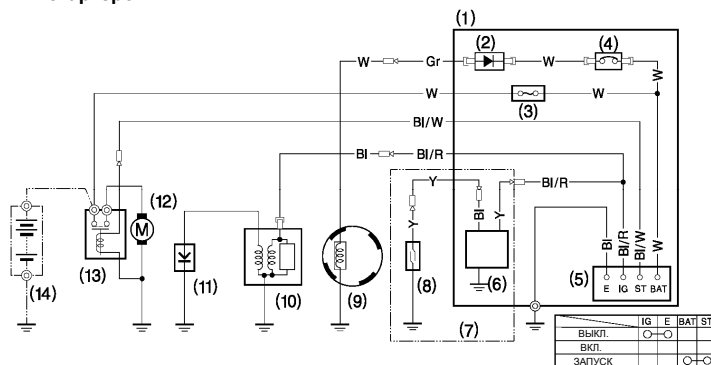 (1)
(2)
(4)
W
Gr
W
W
W
W
(3)
Bl/W
Bl
Bl/R
Y
Bl/R
(12)
Bl
Y
Y
M
Bl
Bl/R
Bl/W
W
(5)
E IG ST BAT
(13)
(14)
(11)
(10)
(9)
(8)
(6)
(7)
IG E BAT ST
ВЫКЛ.
ВКЛ.
ЗАПУСК